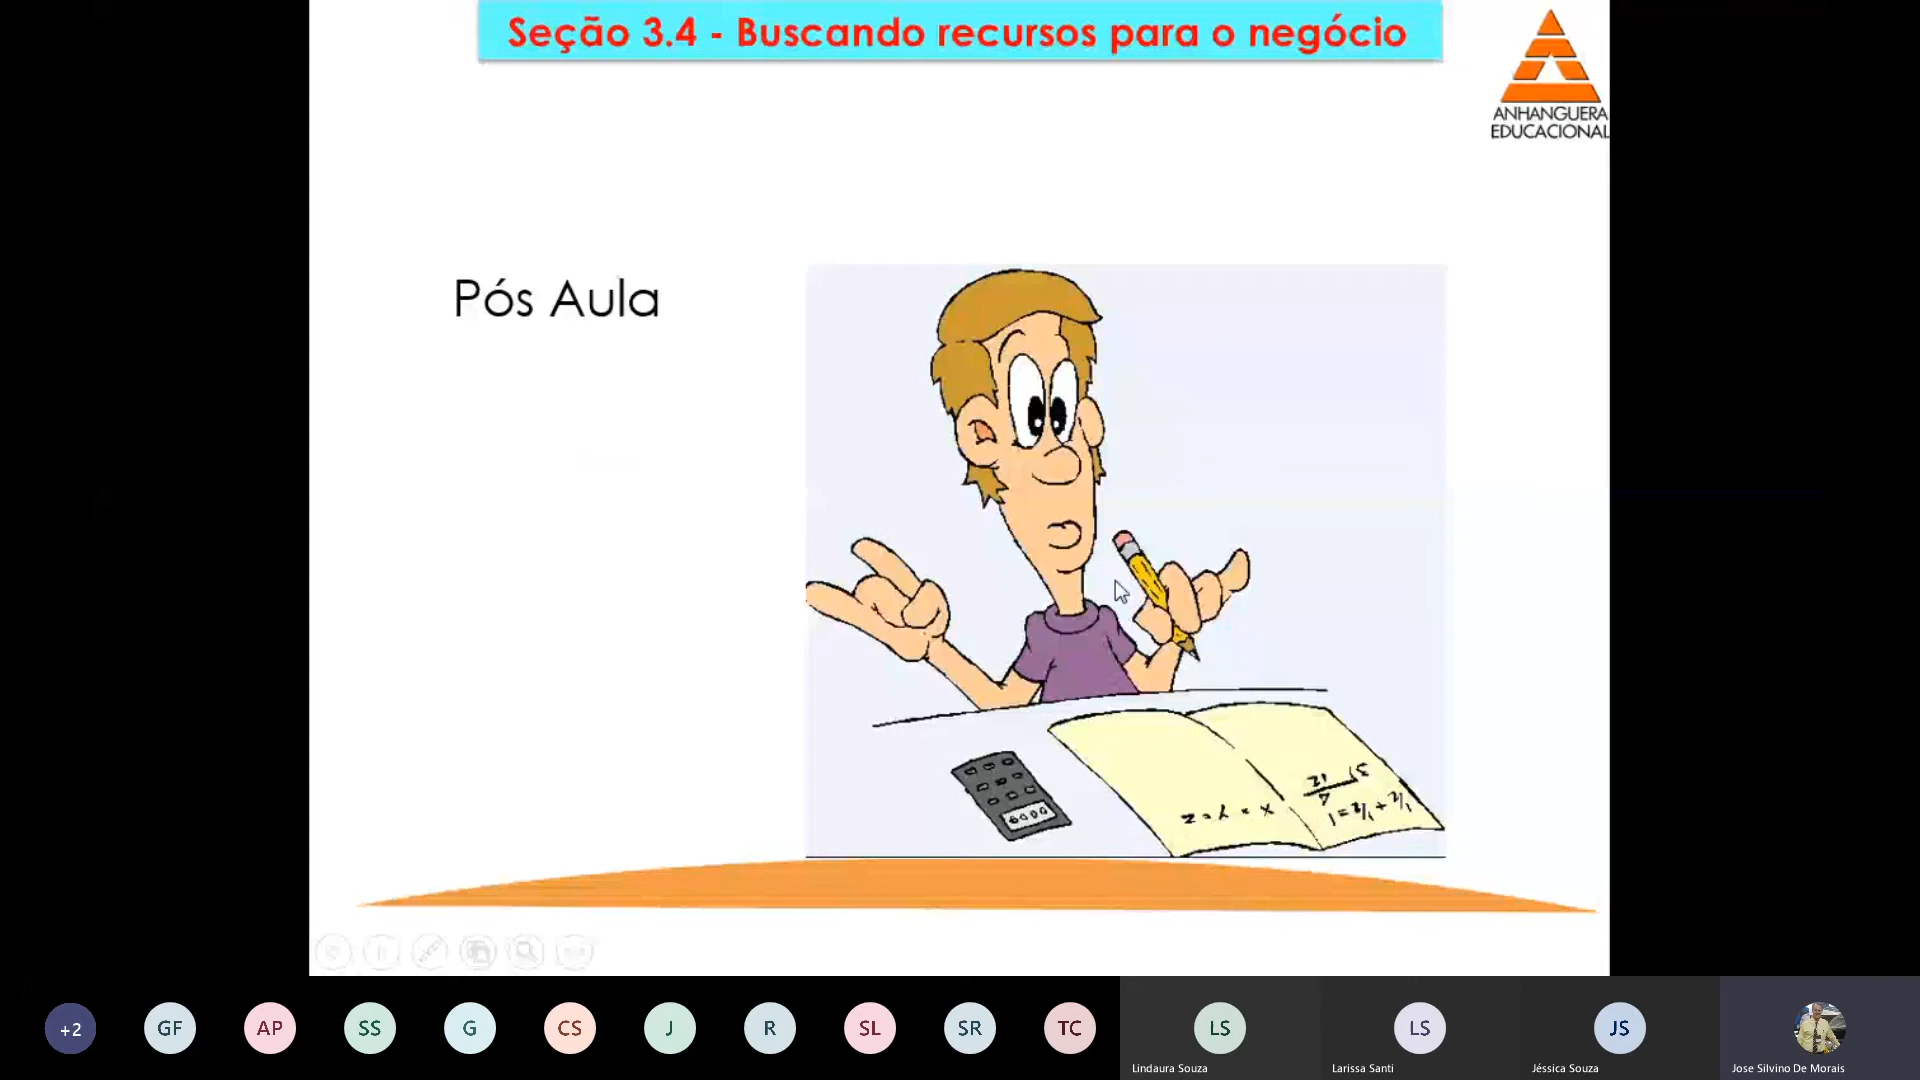 Seção 3.4 - Buscando recursos para o negócio
ANHANGUERA
EDUCACIONAL
Pós Aula
+2
GF
AP
SS
G
CS
J
R
SL
SR
TC
LS
LS
JS
Lindaura Souza
Larissa Santi
Jéssica Souza
Jose Silvino De Morais